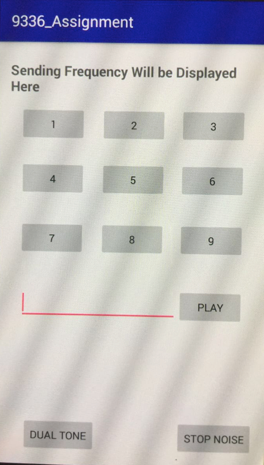 9336_Assignment
Sending Frequency Will be Displayed
Here
1 2 3
4 5 6
7 8 9
PLAY
DUAL TONE STOP NOISE